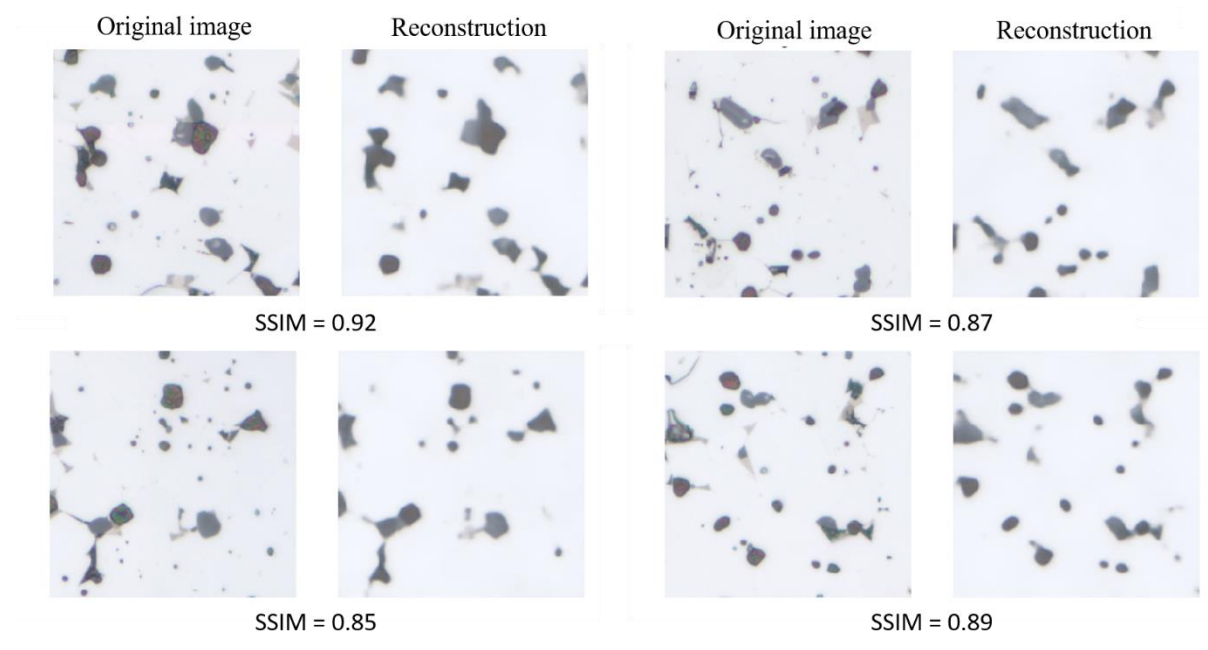 Original image Reconstruction Original image Reconstruction
SSIM = 0.92 SSIM = 0.87
SSIM = 0.85 SSIM = 0.89